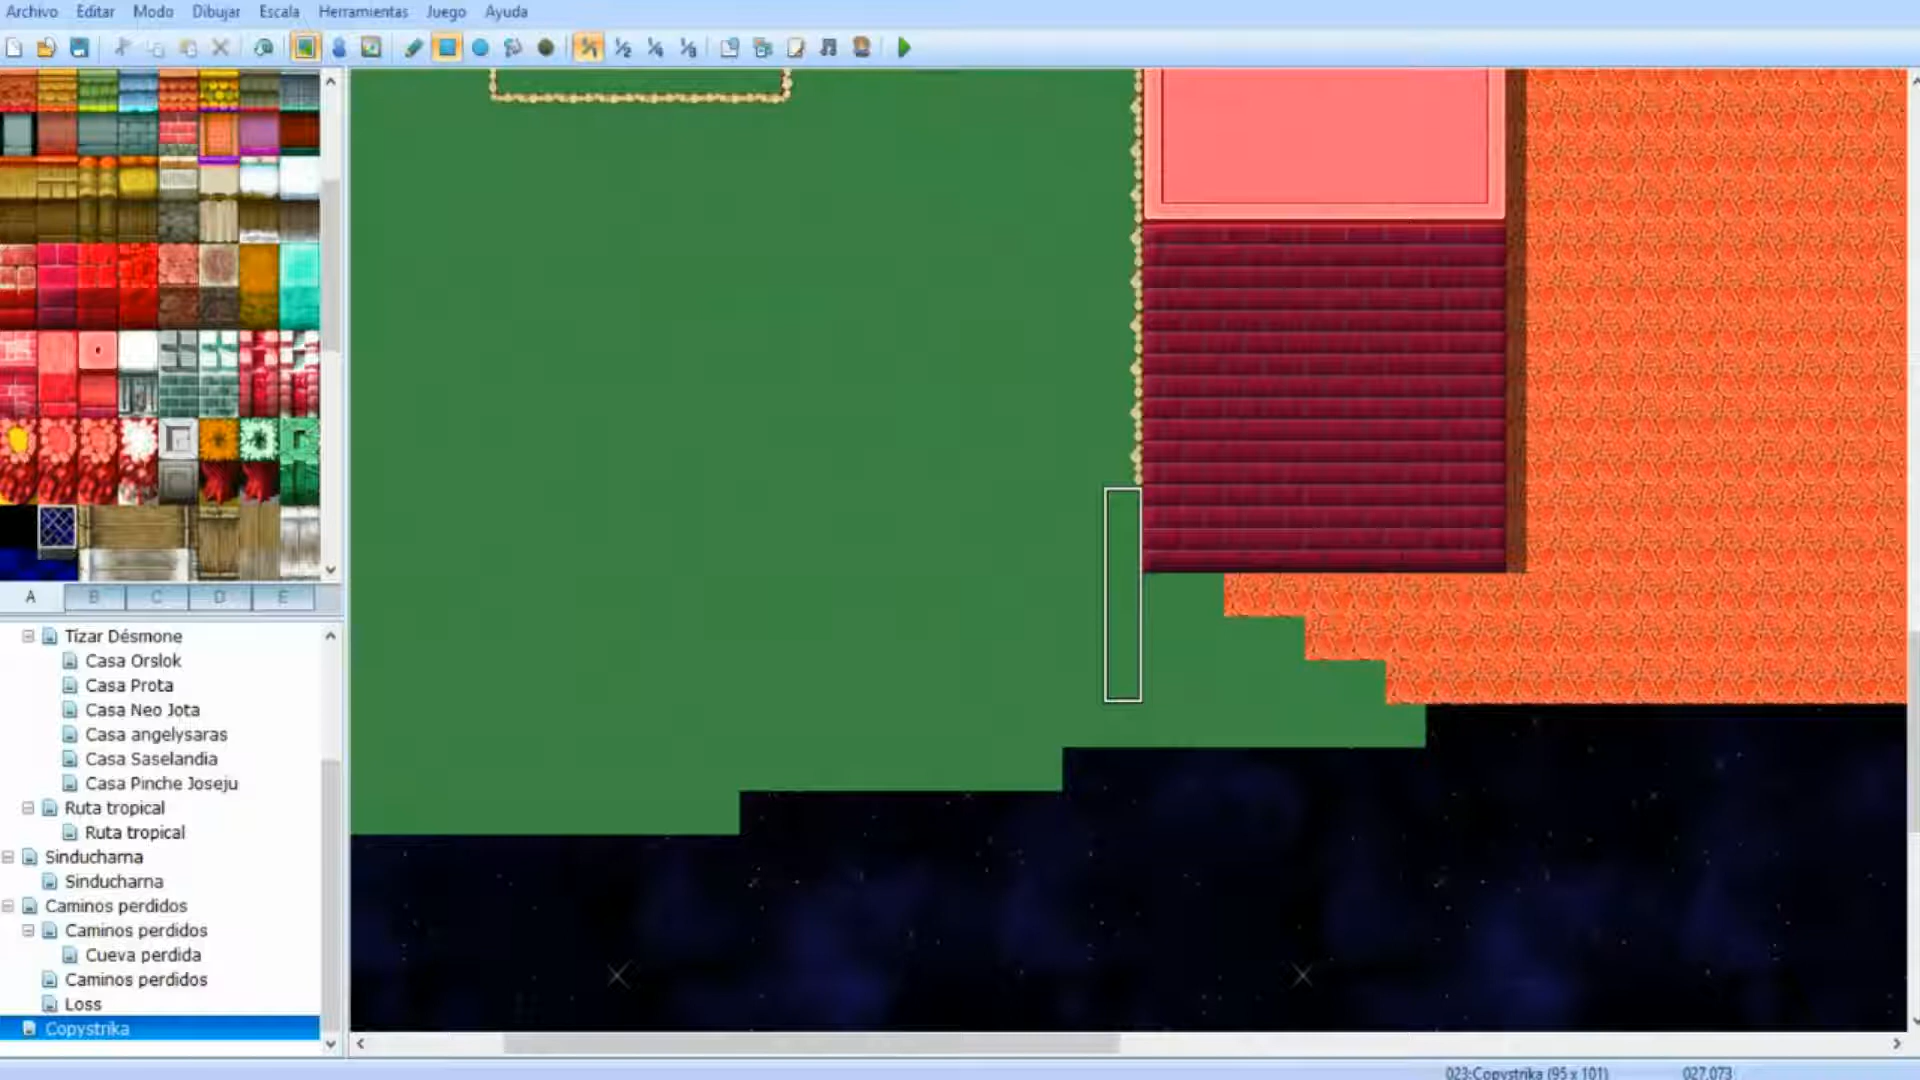 Archivo Editar Modo Dibujar Escala Herramientas Juego Ayuda
A B C D E
Tízar Désmone
Casa Orslok
Casa Prota
Casa Neo Jota
Casa angelysaras
Casa Saselandia
Casa Pinche Joseju
Ruta tropical
Ruta tropical
Sinducharna
Sinducharna
Caminos perdidos
Caminos perdidos
Cueva perdida
Caminos perdidos
Loss
Copystrika
023:Copystrika (95 x 101) 027,073